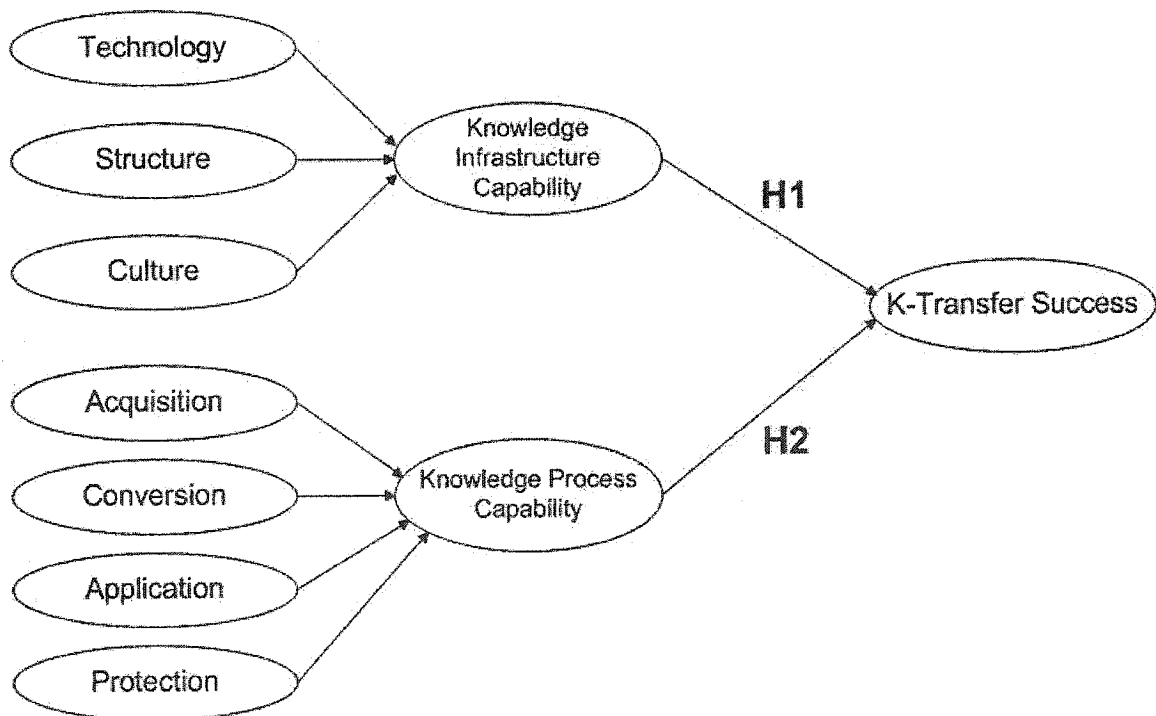 Technology
Structure
Culture
Knowledge
Infrastructure
Capability
H1
K-Transfer Success
Acquisition
Conversion
Application
Protection
Knowledge Process
Capability
H2